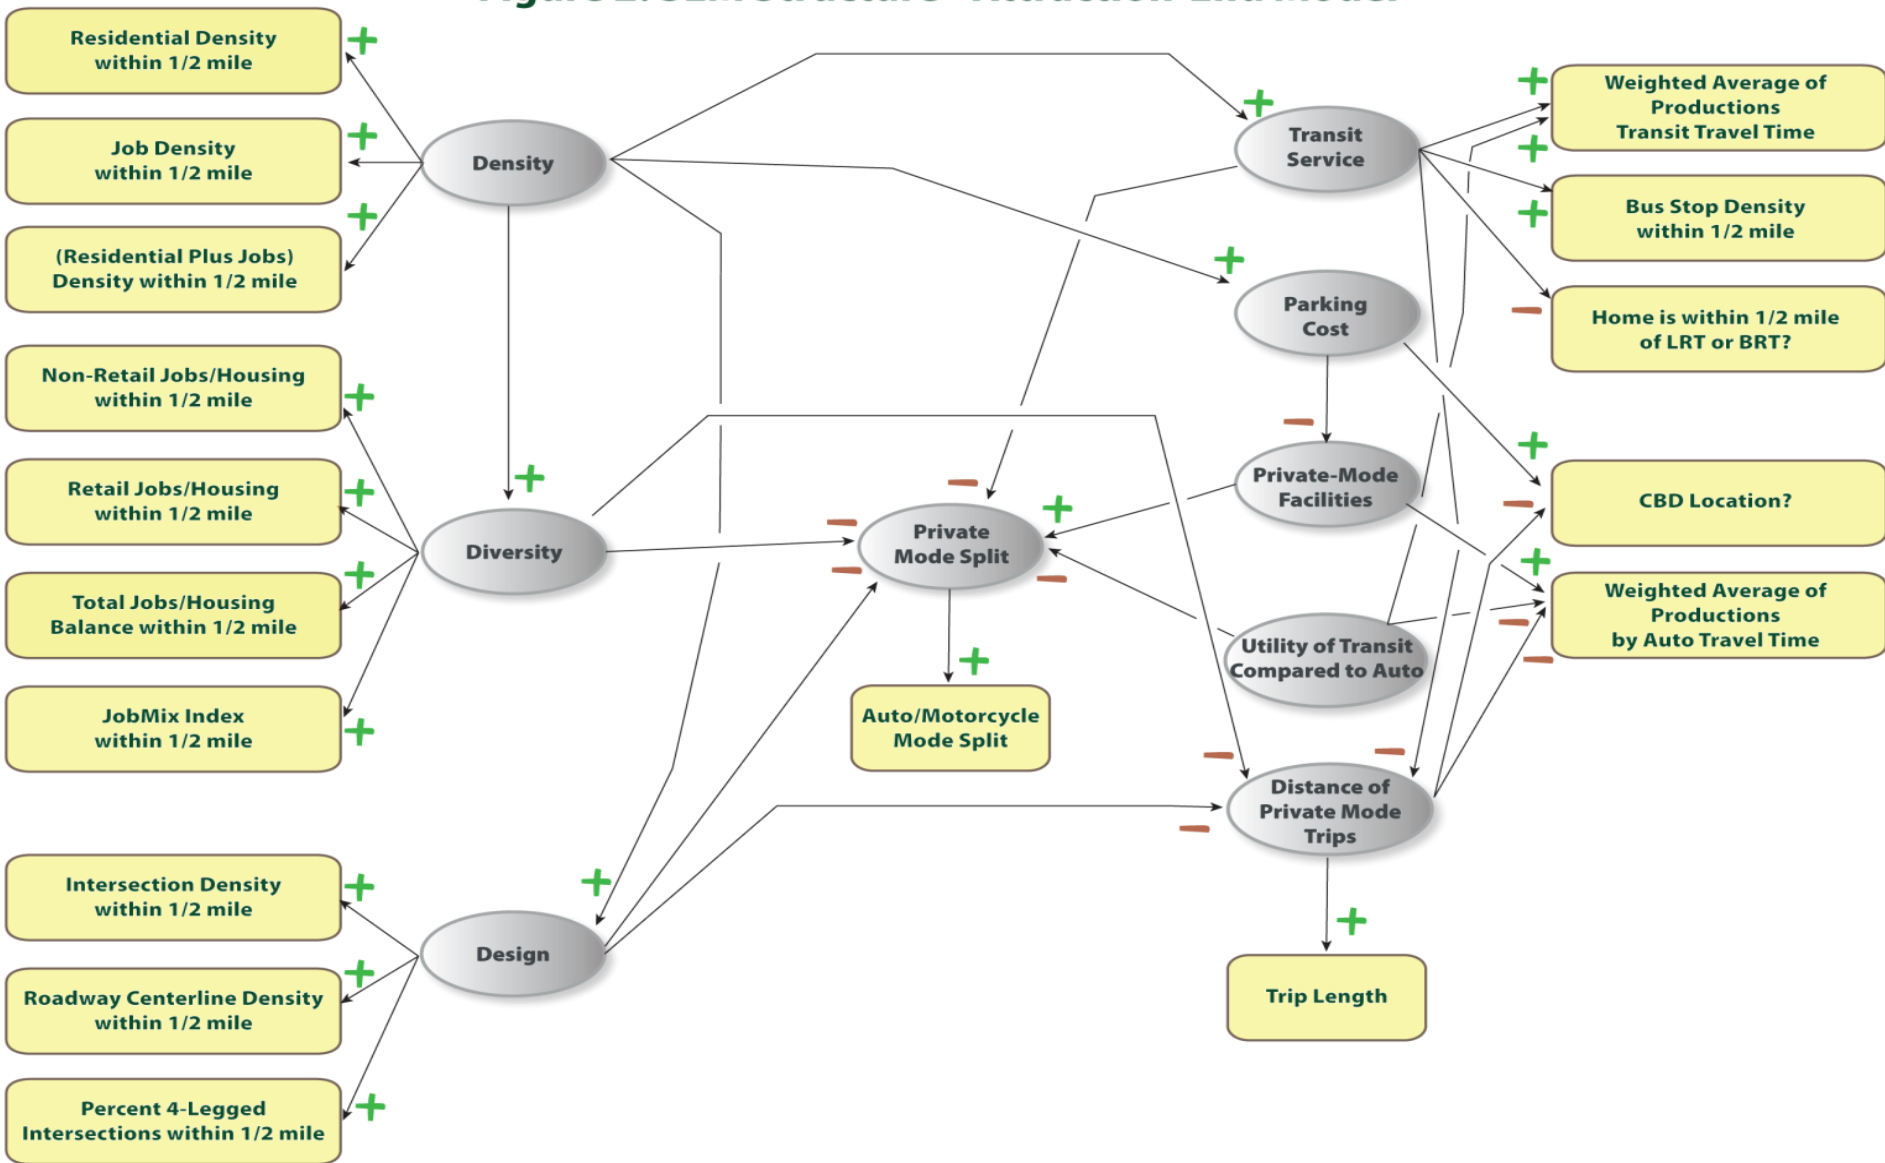 Figure 2: SEM Structure - Attraction-End Model
Residential Density
within 1/2 mile
Job Density
within 1/2 mile
(Residential Plus Jobs)
Density within 1/2 mile
Non-Retail Jobs/Housing
within 1/2 mile
Retail Jobs/Housing
within 1/2 mile
Total Jobs/Housing
Balance within 1/2 mile
JobMix Index
within 1/2 mile
Intersection Density
within 1/2 mile
Roadway Centerline Density
within 1/2 mile
Percent 4-Legged
Intersections within 1/2 mile
Density
Diversity
Design
Private
Mode Split
Auto/Motorcycle
Mode Split
Transit
Service
Parking
Cost
Private-Mode
Facilities
Utility of Transit
Compared to Auto
Distance of
Private Mode
Trips
Trip Length
Weighted Average of
Productions
Transit Travel Time
Bus Stop Density
within 1/2 mile
Home is within 1/2 mile
of LRT or BRT?
CBD Location?
Weighted Average of
Productions
by Auto Travel Time